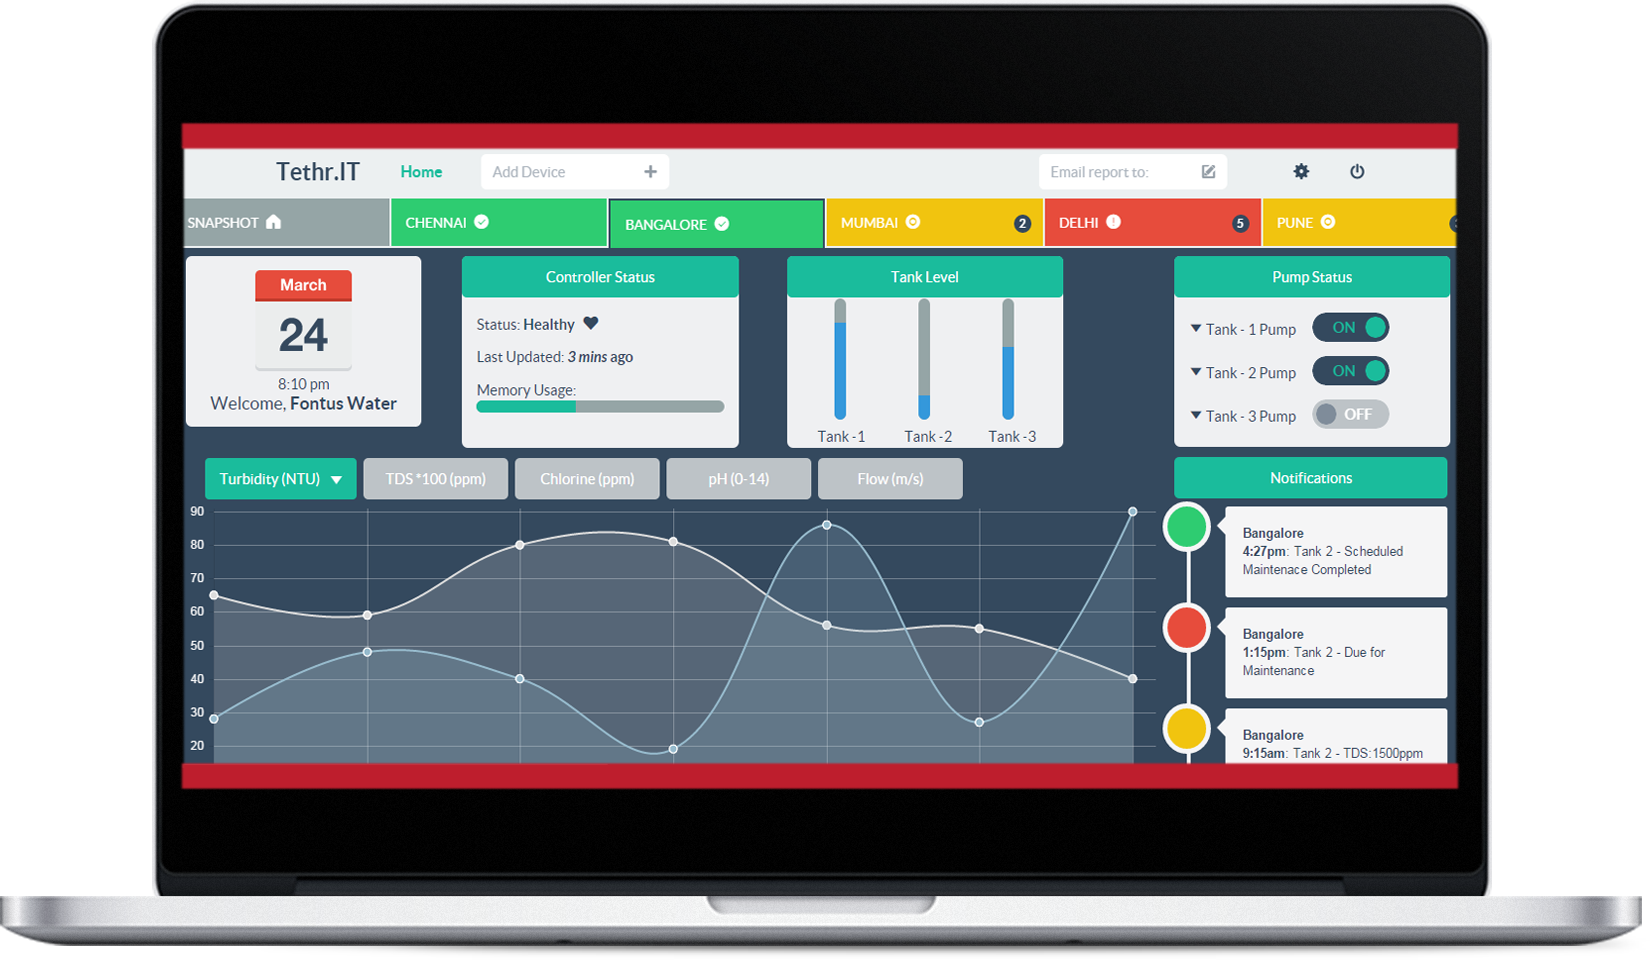 Tethr.IT Home Add Device Email report to:
SNAPSHOT CHENNAI BANGALORE MUMBAI 2 DELHI 5 PUNE
March
24
8:10 pm
Welcome, Fontus Water
Controller Status
Status: Healthy
Last Updated: 3 mins ago
Memory Usage:
Tank Level
Tank -1 Tank -2 Tank -3
Pump Status
Tank - 1 Pump ON
Tank - 2 Pump ON
Tank - 3 Pump OFF
Turbidity (NTU) TDS *100 (ppm) Chlorine (ppm) pH (0-14) Flow (m/s)
90
80
70
60
50
40
30
20
Notifications
Bangalore
4:27pm: Tank 2 - Scheduled
Maintenace Completed
Bangalore
1:15pm: Tank 2 - Due for
Maintenance
Bangalore
9:15am: Tank 2 - TDS:1500ppm